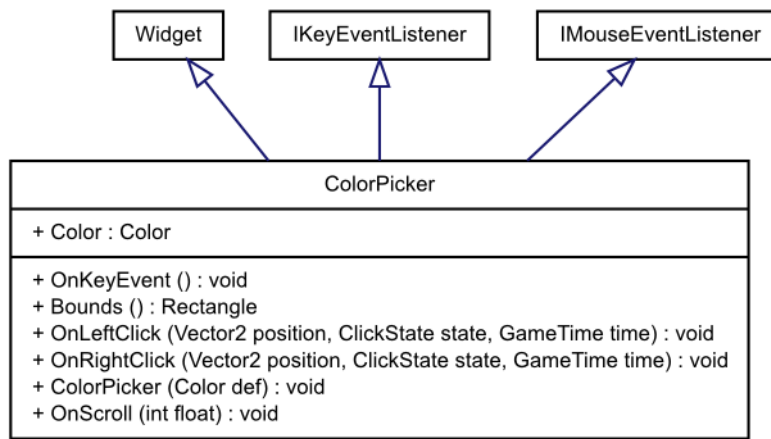 Widget
IKeyEventListener
IMouseEventListener
ColorPicker
+ Color : Color
+ OnKeyEvent () : void
+ Bounds () : Rectangle
+ OnLeftClick (Vector2 position, ClickState state, GameTime time) : void
+ OnRightClick (Vector2 position, ClickState state, GameTime time) : void
+ ColorPicker (Color def) : void
+ OnScroll (int float) : void